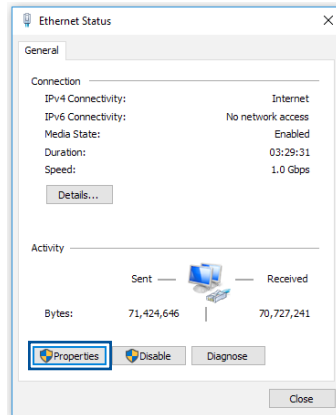 Ethernet Status
General
Connection
IPv4 Connectivity: Internet
IPv6 Connectivity: No network access
Media State: Enabled
Duration: 03:29:31
Speed: 1.0 Gbps
Details...
Activity
Sent Received
Bytes: 71,424,646 70,727,241
Properties Disable Diagnose
Close